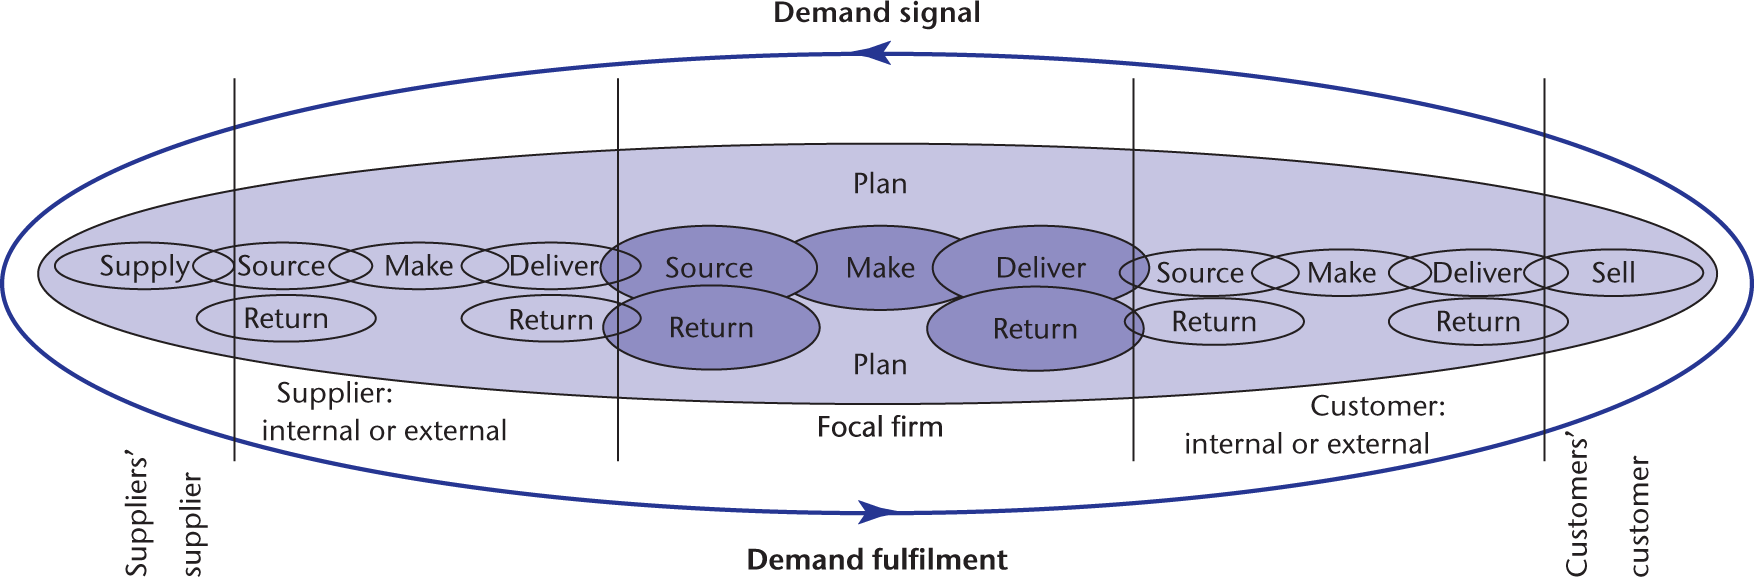 Demand signal
Plan
Supply
Source
Make
Deliver
Source
Make
Deliver
Source
Make
Deliver
Sell
Return
Return
Return
Return
Return
Return
Plan
Supplier:
internal or external
Focal firm
Customer:
internal or external
Suppliers’
supplier
Customers’
customer
Demand fulfilment